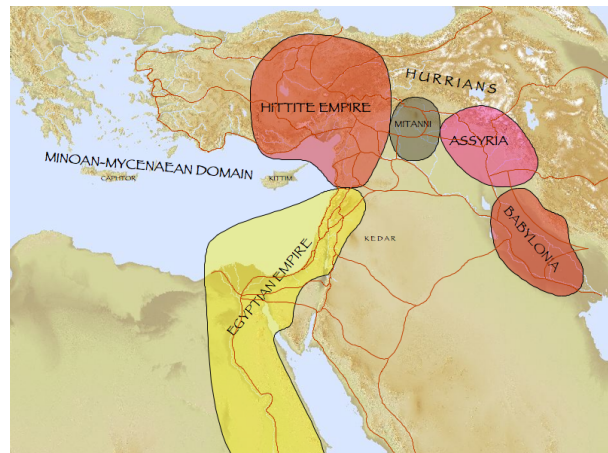 HURRIANS
HITTITE EMPIRE
MITANNI
ASSYRIA
MINOAN-MYCENAEAN DOMAIN
CAPHTOR
KITTIM
BABYLONIA
KEDAR
EGYPTIAN EMPIRE